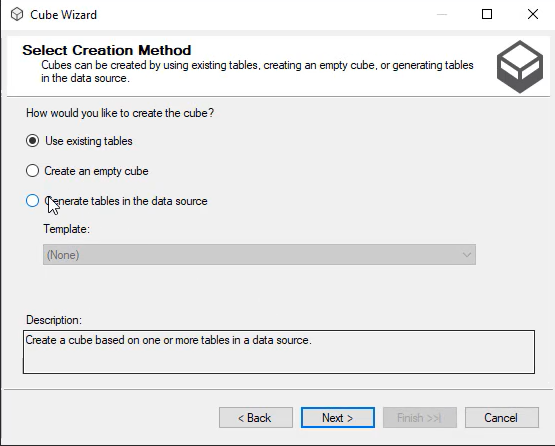 Cube Wizard
Select Creation Method
Cubes can be created by using existing tables, creating an empty cube, or generating tables
in the data source.
How would you like to create the cube?
Use existing tables
Create an empty cube
Generate tables in the data source
Template:
(None)
Description:
Create a cube based on one or more tables in a data source.
< Back
Next >
Finish >>|
Cancel